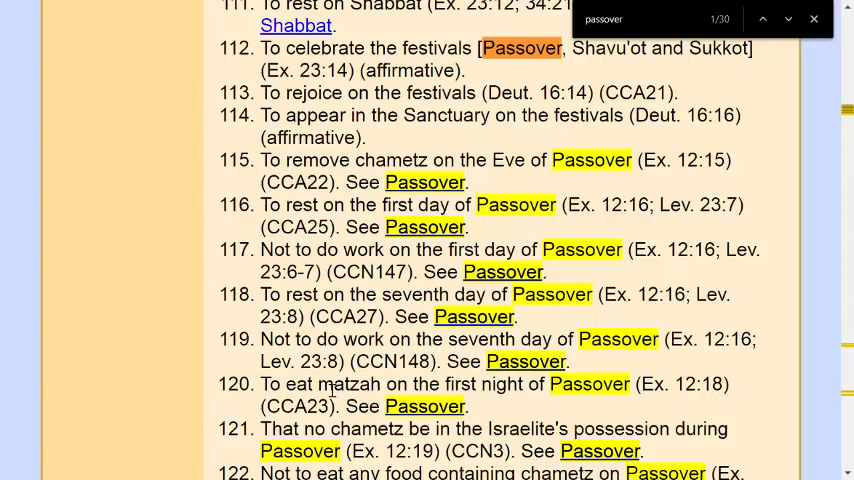 111. To rest on Shabbat (Ex. 23:12; 34:21
passover 1/30
Shabbat.
112. To celebrate the festivals [Passover, Shavu'ot and Sukkot]
(Ex. 23:14) (affirmative).
113. To rejoice on the festivals (Deut. 16:14) (CCA21).
114. To appear in the Sanctuary on the festivals (Deut. 16:16)
(affirmative).
115. To remove chametz on the Eve of Passover (Ex. 12:15)
(CCA22). See Passover.
116. To rest on the first day of Passover (Ex. 12:16; Lev. 23:7)
(CCA25). See Passover.
117. Not to do work on the first day of Passover (Ex. 12:16; Lev.
23:6-7) (CCN147). See Passover.
118. To rest on the seventh day of Passover (Ex. 12:16; Lev.
23:8) (CCA27). See Passover.
119. Not to do work on the seventh day of Passover (Ex. 12:16;
Lev. 23:8) (CCN148). See Passover.
120. To eat matzah on the first night of Passover (Ex. 12:18)
(CCA23). See Passover.
121. That no chametz be in the Israelite's possession during
Passover (Ex. 12:19) (CCN3). See Passover.
122. Not to eat any food containing chametz on Passover (Ex.